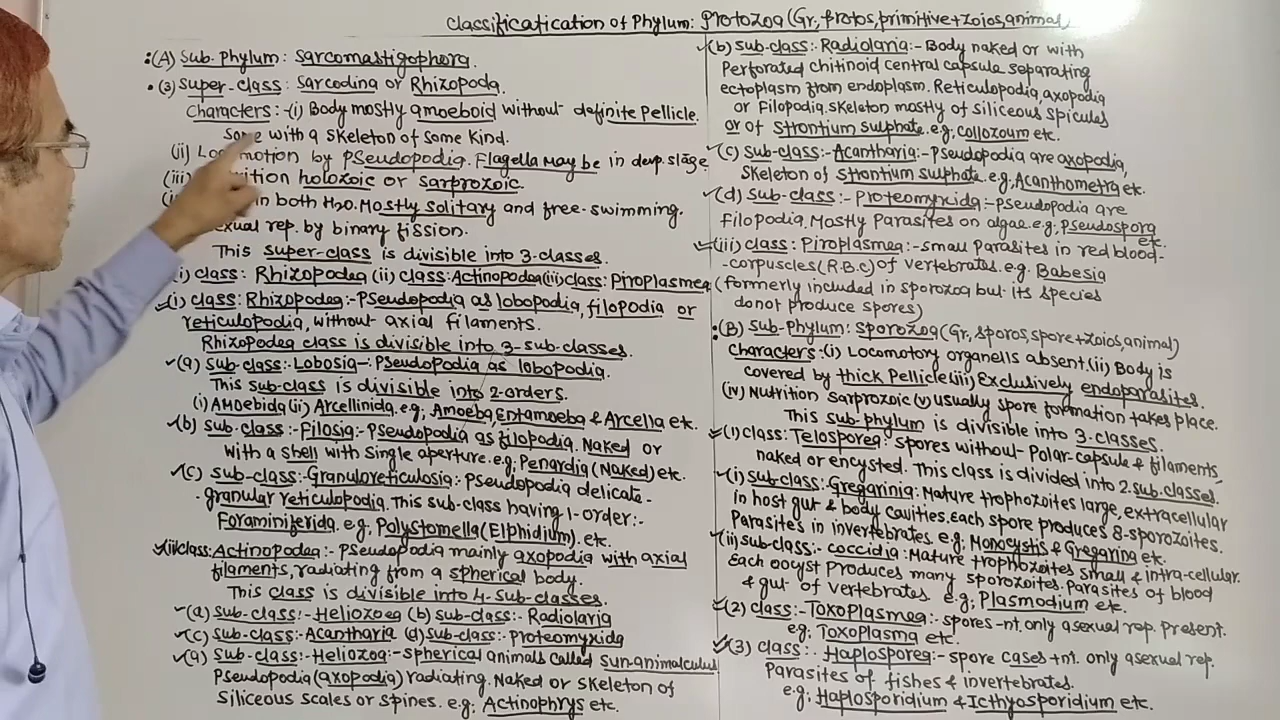 Classificatication of Phylum: Protozoa (Gr, Protos, primitive+zoios, animal)
:(A) Sub-Phylum: Sarcomastigophora.
• (3) Super-class: Sarcodina or Rhizopoda.
Characters:-(i) Body mostly amoeboid without definite Pellicle.
Some with a skeleton of some kind.
(ii) Locomotion by Pseudopodia. Flagella may be in devp. stage
(iii) holozoic or sarprozoic.
in both H2O. Mostly solitary and free-swimming.
rep. by binary fission.
This super-class is divisible into 3-classes.
(i) class: Rhizopodea (ii) class: Actinopodea (iii) class: Piroplasmea
(i) class: Rhizopodea:- Pseudopodia as lobopodia, filopodia or
reticulopodia, without axial filaments.
Rhizopodea class is divisible into 3-sub-classes.
(a) Sub-class:-Lobosia-: Pseudopodia as lobopodia.
This sub-class is divisible into 2-orders.
(i) Amoebida (ii) Arcellinida. e.g; Amoeba, Entamoeba & Arcella etc.
(b) Sub-class:-Filosia:-Pseudopodia as filopodia. Naked or
with a shell with single aperture. e.g; Penardia (Naked) etc.
(c) Sub-class:-Granuloreticulosia:-Pseudopodia delicate-
-granular reticulopodia. This sub-class having 1-order:-
Foraminiferida. e.g; Polystomella (Elphidium). etc.
(ii) class: Actinopodea:- Pseudopodia mainly axopodia with axial
filaments, radiating from a spherical body.
This class is divisible into 4-sub-classes.
(a) Sub-class:-Heliozoea (b) Sub-class:- Radiolaria
(c) Sub-class:-Acantharia (d) Sub-class:-Proteomyxida
(a) Sub-class:-Heliozoa:-spherical animals called sun-animalculus
Pseudopodia (axopodia) radiating. Naked or skeleton of
siliceous scales or spines. e.g; Actinophrys etc.
(b) Sub-class:-Radiolaria:- Body naked or with
Perforated chitinoid central capsule separating
ectoplasm from endoplasm. Reticulopodia, axopodia
or Filopodia. Skeleton mostly of siliceous spicules
or of strontium sulphate. e.g; collozoum etc.
(c) Sub-class:-Acantharia:-Pseudopodia are axopodia,
skeleton of strontium sulphate. e.g; Acanthometra etc.
(d) Sub-class:-Proteomyxida:-Pseudopodia are
filopodia. Mostly Parasites on algae. e.g; Pseudospora
etc.
(iii) class: Piroplasmea:-small Parasites in red blood-
-corpuscles (R.B.C) of vertebrates. e.g. Babesia
(formerly included in sporozoa but its species
do not produce spores)
• (B) Sub-Phylum: Sporozoa (Gr, sporos, spore+zoios, animal)
Characters:(i) Locomotory organells absent. (ii) Body is
covered by thick Pellicle (iii) Exclusively endoparasites.
(iv) Nutrition sarprozoic (v) usually spore formation takes place.
This sub-phylum is divisible into 3-classes.
(1) class: Telosporea: spores without-Polar-capsule & filaments,
naked or encysted. This class is divided into 2 sub-classes.
(i) Sub-class: Gregarinia: Mature trophozoites large, extracellular
in host gut & body cavities. Each spore produces 8-sporozoites.
Parasites in invertebrates. e.g: Monocystis & Gregarina etc.
(ii) Sub-class:- coccidia: Mature trophozoites small & intra-cellular.
Each oocyst produces many sporozoites. Parasites of blood
& gut of vertebrates. e.g; Plasmodium etc.
(2) class:-Toxoplasmea:-spores-nt. only asexual rep. present.
e.g: Toxoplasma etc.
(3) class:. Haplosporea:-spore cases +nt. only asexual rep.
Parasites of fishes & invertebrates.
e.g; Haplosporidium & Icthyosporidium etc.